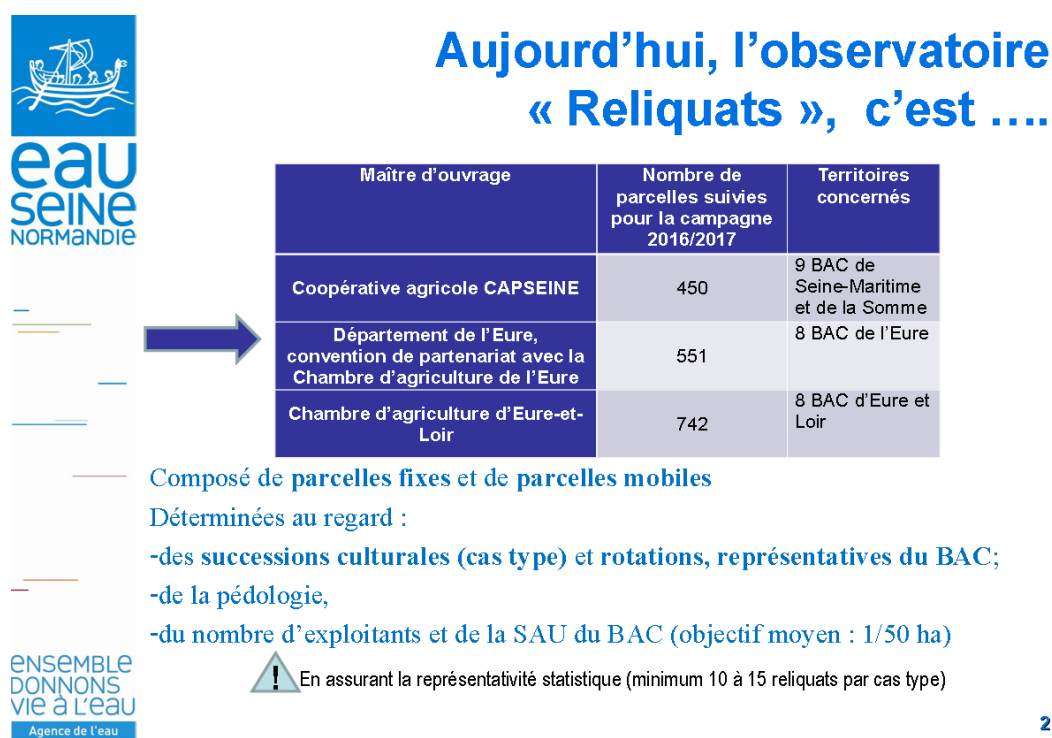 Aujourd’hui, l’observatoire
« Reliquats », c’est ….
eau
seine
NORMANDIE
Maître d’ouvrage
Nombre de
parcelles suivies
pour la campagne
2016/2017
Territoires
concernés
Coopérative agricole CAPSEINE
450
9 BAC de
Seine-Maritime
et de la Somme
Département de l’Eure,
convention de partenariat avec la
Chambre d’agriculture de l’Eure
551
8 BAC de l’Eure
Chambre d’agriculture d’Eure-et-
Loir
742
8 BAC d’Eure et
Loir
Composé de parcelles fixes et de parcelles mobiles
Déterminées au regard :
-des successions culturales (cas type) et rotations, représentatives du BAC;
-de la pédologie,
-du nombre d’exploitants et de la SAU du BAC (objectif moyen : 1/50 ha)
! En assurant la représentativité statistique (minimum 10 à 15 reliquats par cas type)
ENSEMBLE
DONNONS
VIE à L’eau
Agence de l'eau
2